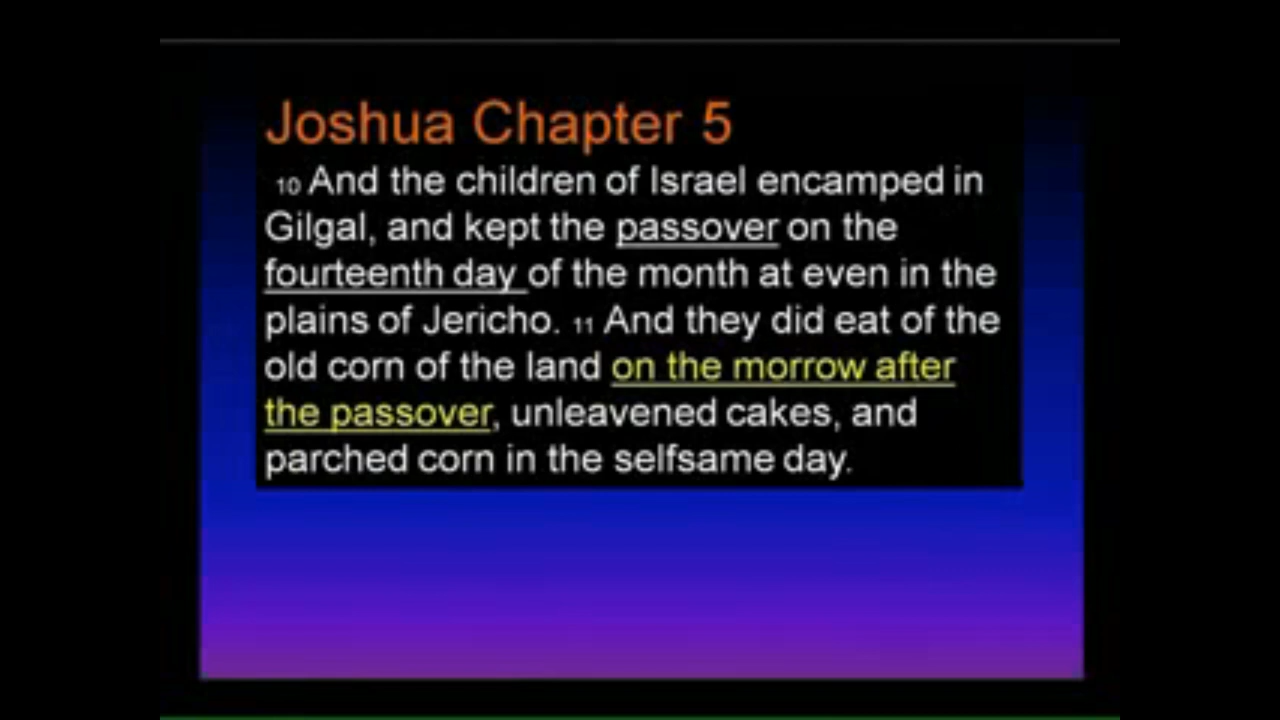 Joshua Chapter 5
10 And the children of Israel encamped in
Gilgal, and kept the passover on the
fourteenth day of the month at even in the
plains of Jericho. 11 And they did eat of the
old corn of the land on the morrow after
the passover, unleavened cakes, and
parched corn in the selfsame day.